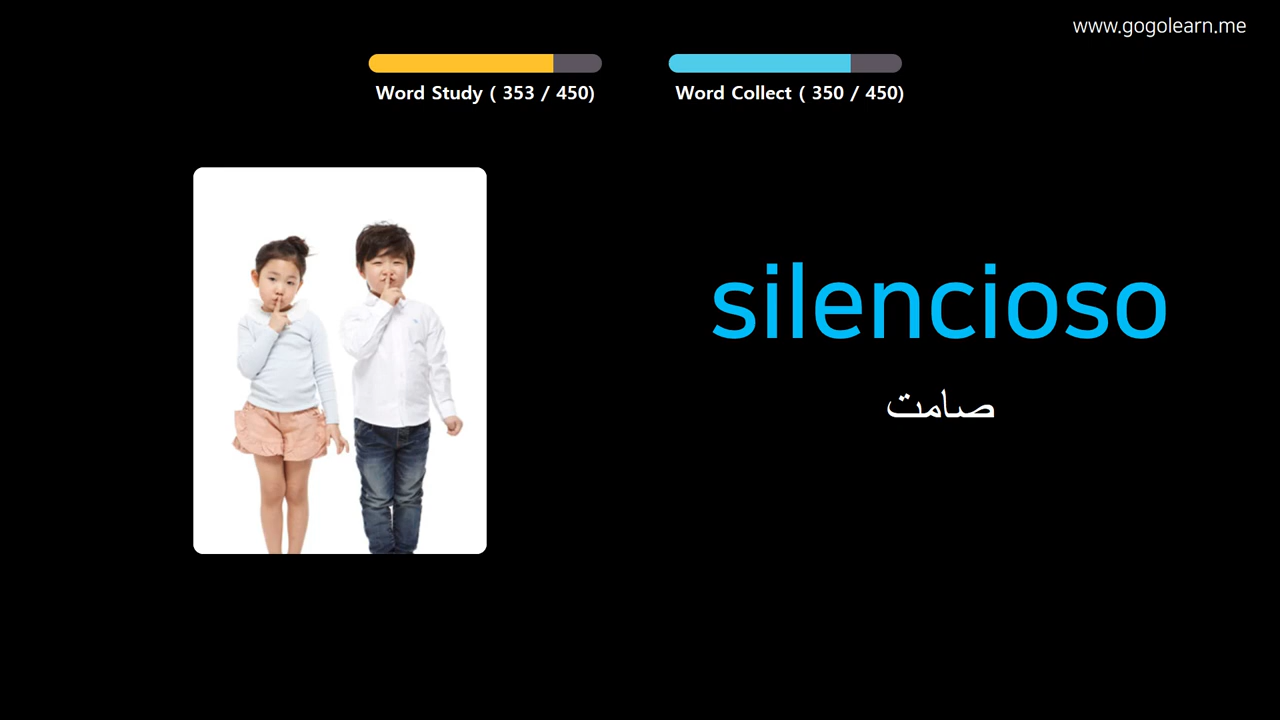 www.gogolearn.me
Word Study ( 353 / 450)
Word Collect ( 350 / 450)
silencioso
صامت